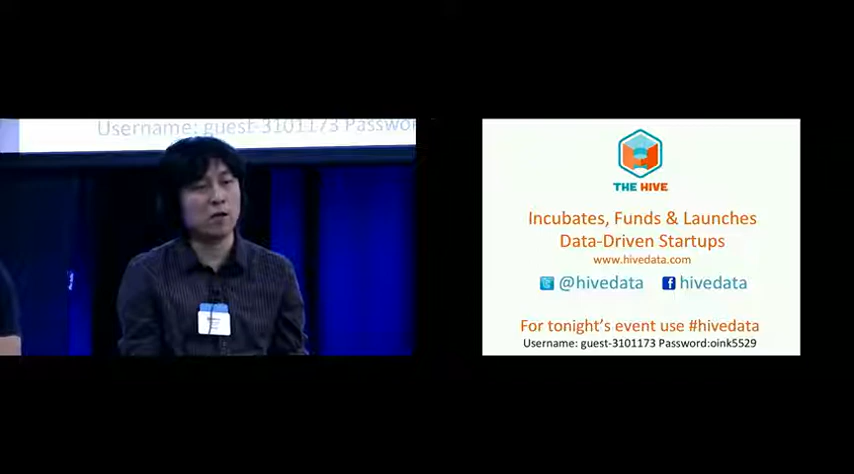 Username: guest-3101173 Passwor
THE HIVE
Incubates, Funds & Launches
Data-Driven Startups
www.hivedata.com
@hivedata hivedata
For tonight's event use #hivedata
Username: guest-3101173 Password:oink5529